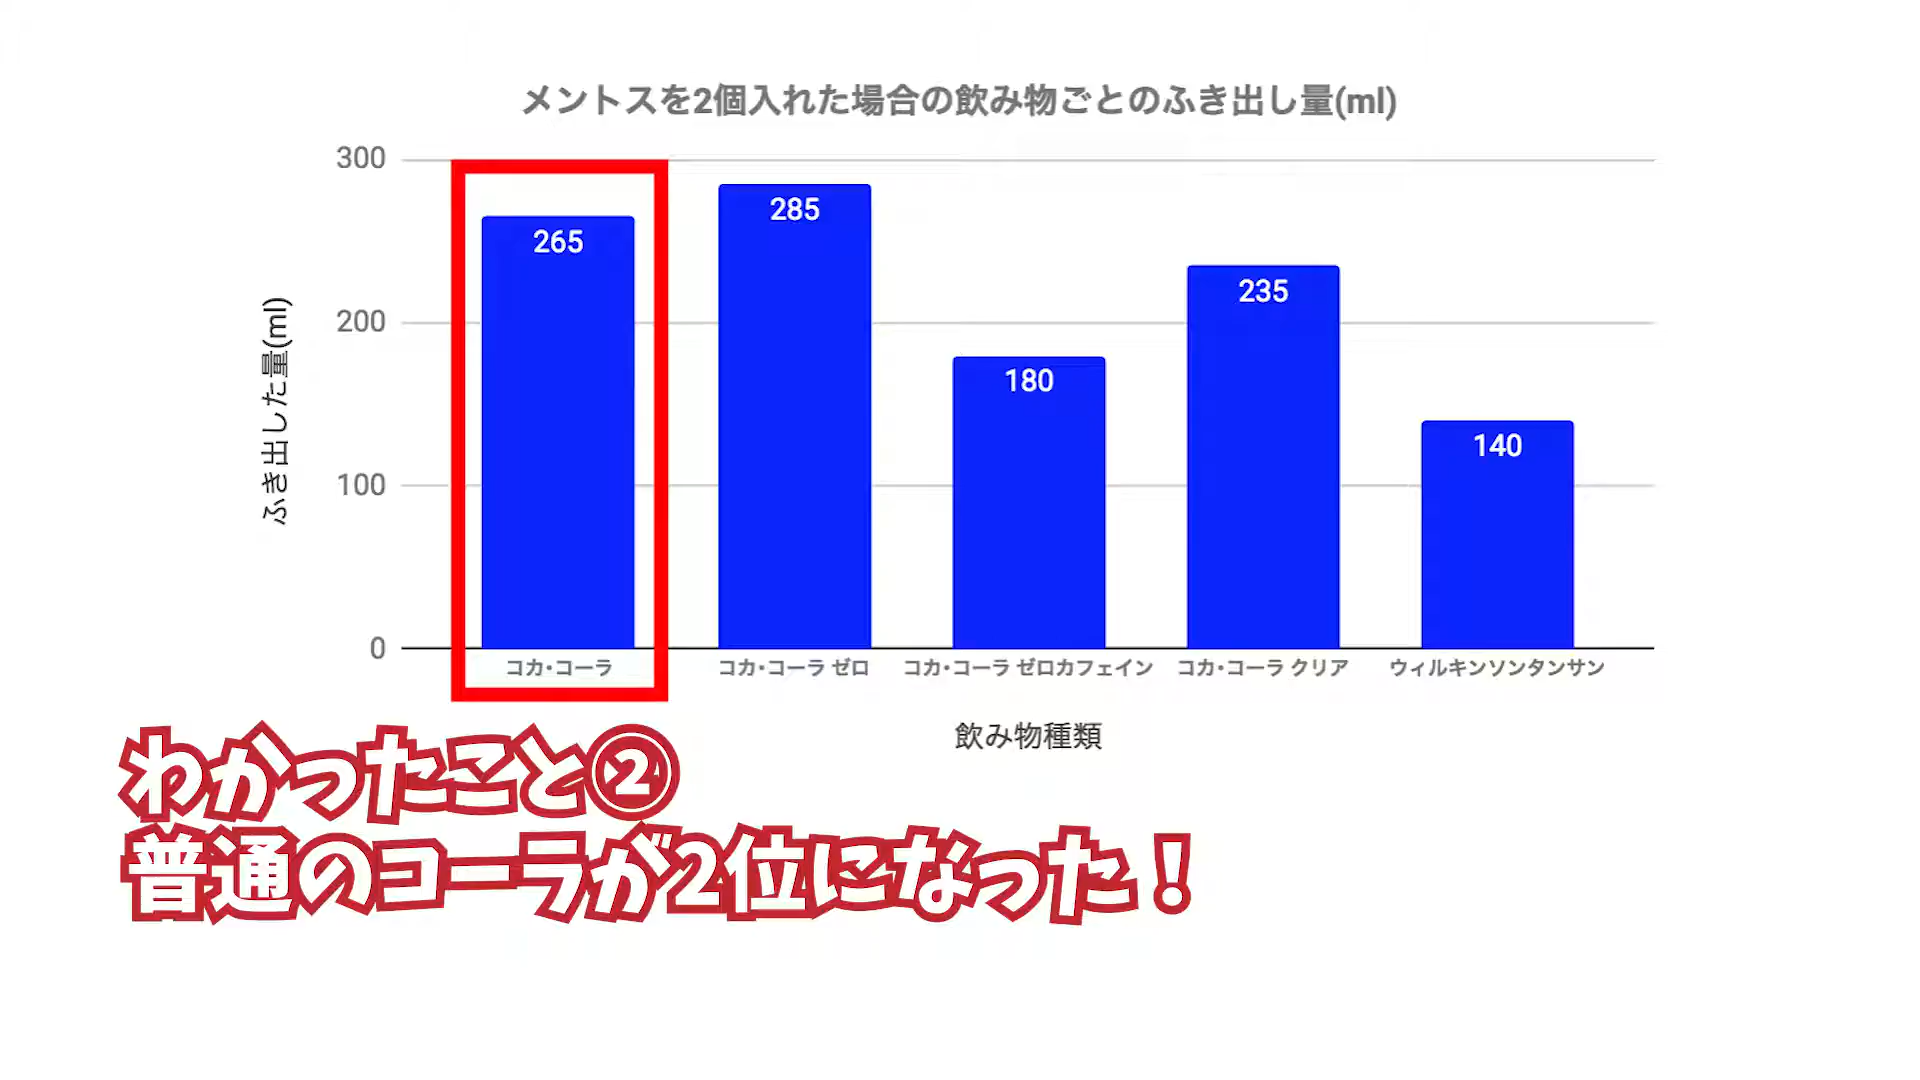 メントスを2個入れた場合の飲み物ごとのふき出し量(ml)
ふき出した量(ml)
300
200
100
0
265
285
180
235
140
コカ・コーラ
コカ・コーラ ゼロ
コカ・コーラ ゼロカフェイン
コカ・コーラ クリア
ウィルキンソンタンサン
飲み物種類
わかったこと②
普通のコーラが2位になった！